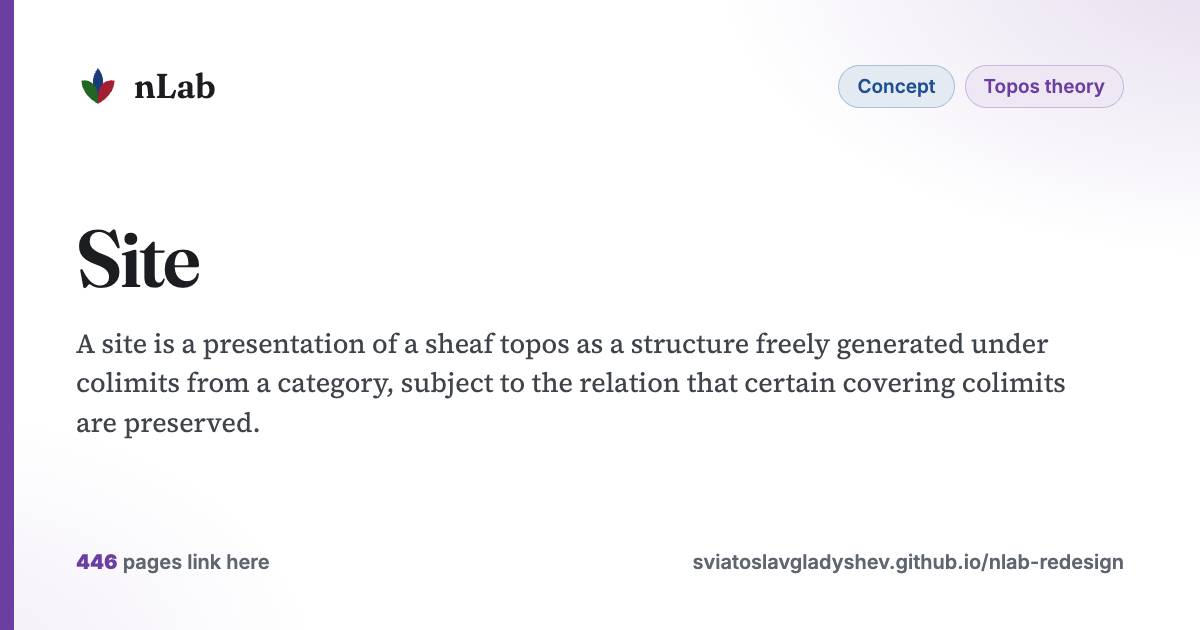 nLab
Concept
Topos theory
Site
A site is a presentation of a sheaf topos as a structure freely generated under
colimits from a category, subject to the relation that certain covering colimits
are preserved.
446 pages link here
sviatoslavgladyshev.github.io/nlab-redesign